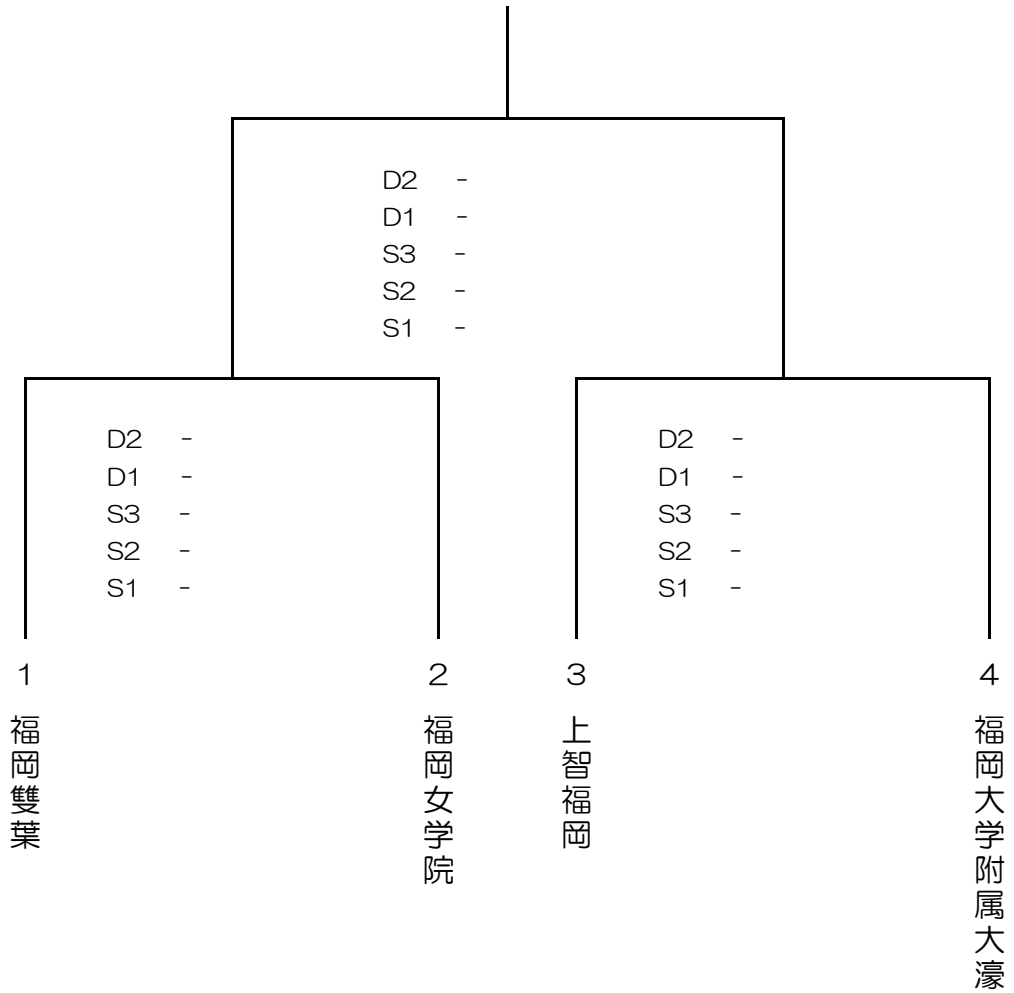 D2 -
D1 -
S3 -
S2 -
S1 -
D2 -
D1 -
S3 -
S2 -
S1 -
D2 -
D1 -
S3 -
S2 -
S1 -
1
福岡雙葉
2
福岡女学院
3
上智福岡
4
福岡大学附属大濠